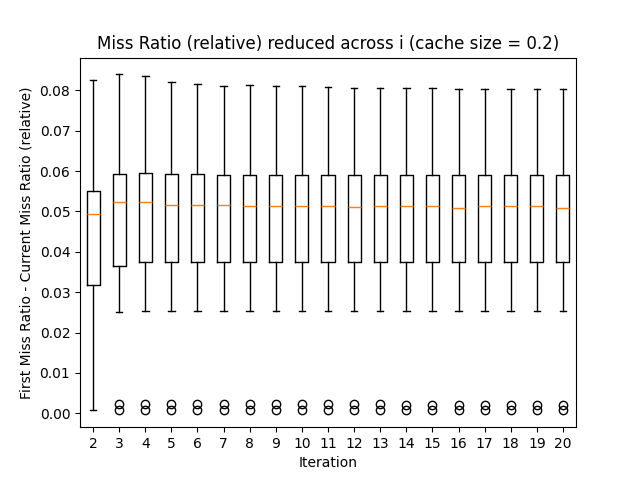 Miss Ratio (relative) reduced across i (cache size = 0.2)
First Miss Ratio - Current Miss Ratio (relative)
0.08
0.07
0.06
0.05
0.04
0.03
0.02
0.01
0.00
2 3 4 5 6 7 8 9 10 11 12 13 14 15 16 17 18 19 20
Iteration